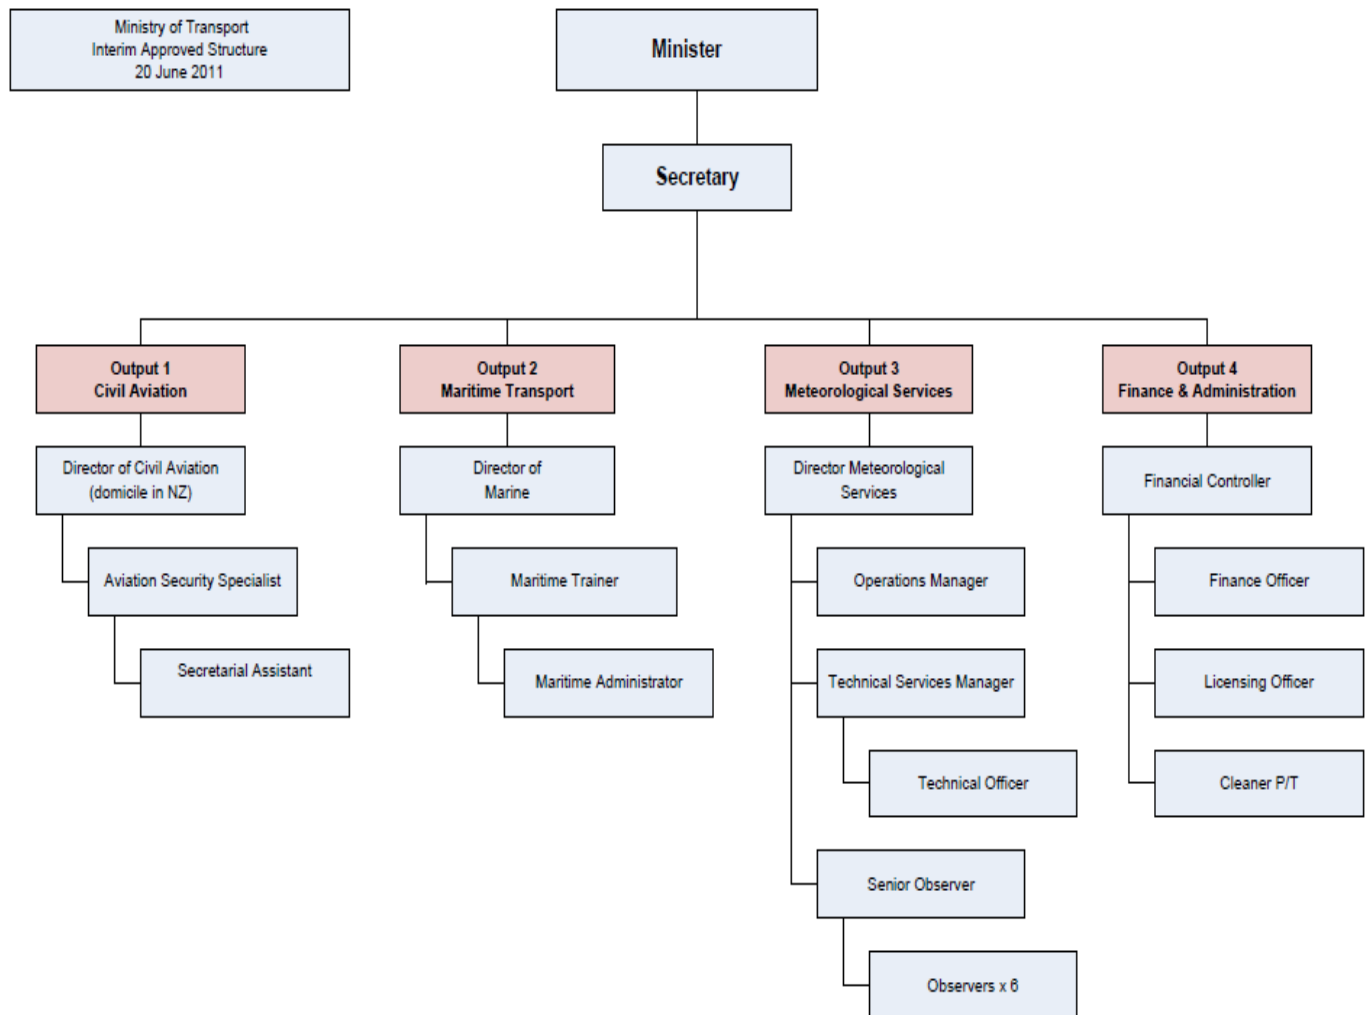 Ministry of Transport
Interim Approved Structure
20 June 2011
Minister
Secretary
Output 1
Civil Aviation
Director of Civil Aviation
(domicile in NZ)
Aviation Security Specialist
Secretarial Assistant
Output 2
Maritime Transport
Director of
Marine
Maritime Trainer
Maritime Administrator
Output 3
Meteorological Services
Director Meteorological
Services
Operations Manager
Technical Services Manager
Technical Officer
Senior Observer
Observers x 6
Output 4
Finance & Administration
Financial Controller
Finance Officer
Licensing Officer
Cleaner P/T